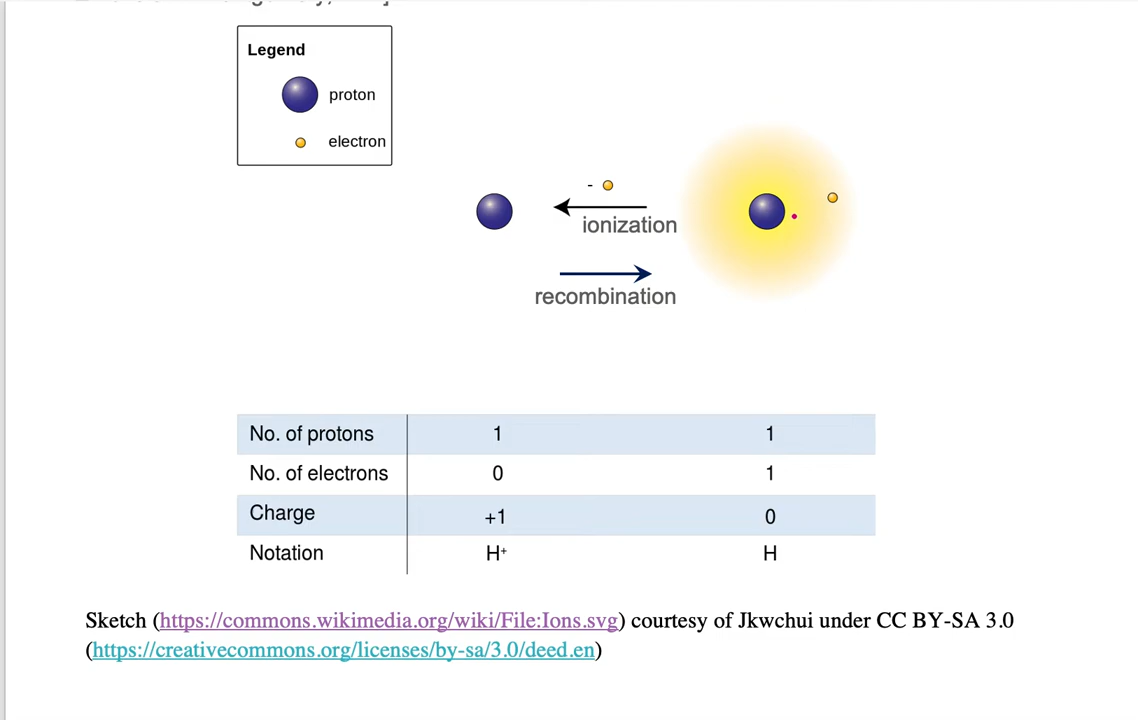 Legend
proton
electron
-
ionization
recombination
No. of protons 1 1
No. of electrons 0 1
Charge +1 0
Notation H+ H
Sketch (https://commons.wikimedia.org/wiki/File:Ions.svg) courtesy of Jkwchui under CC BY-SA 3.0
(https://creativecommons.org/licenses/by-sa/3.0/deed.en)